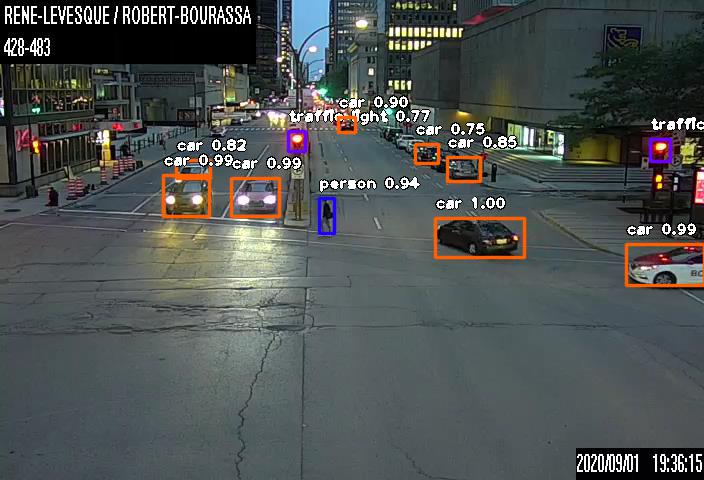 RENE-LEVESQUE / ROBERT-BOURASSA
428-483
car 0.90
traffic light 0.77
traffic
car 0.75
car 0.82
car 0.85
car 0.99
car 0.99
person 0.94
car 1.00
car 0.99
2020/09/01 19:36:15